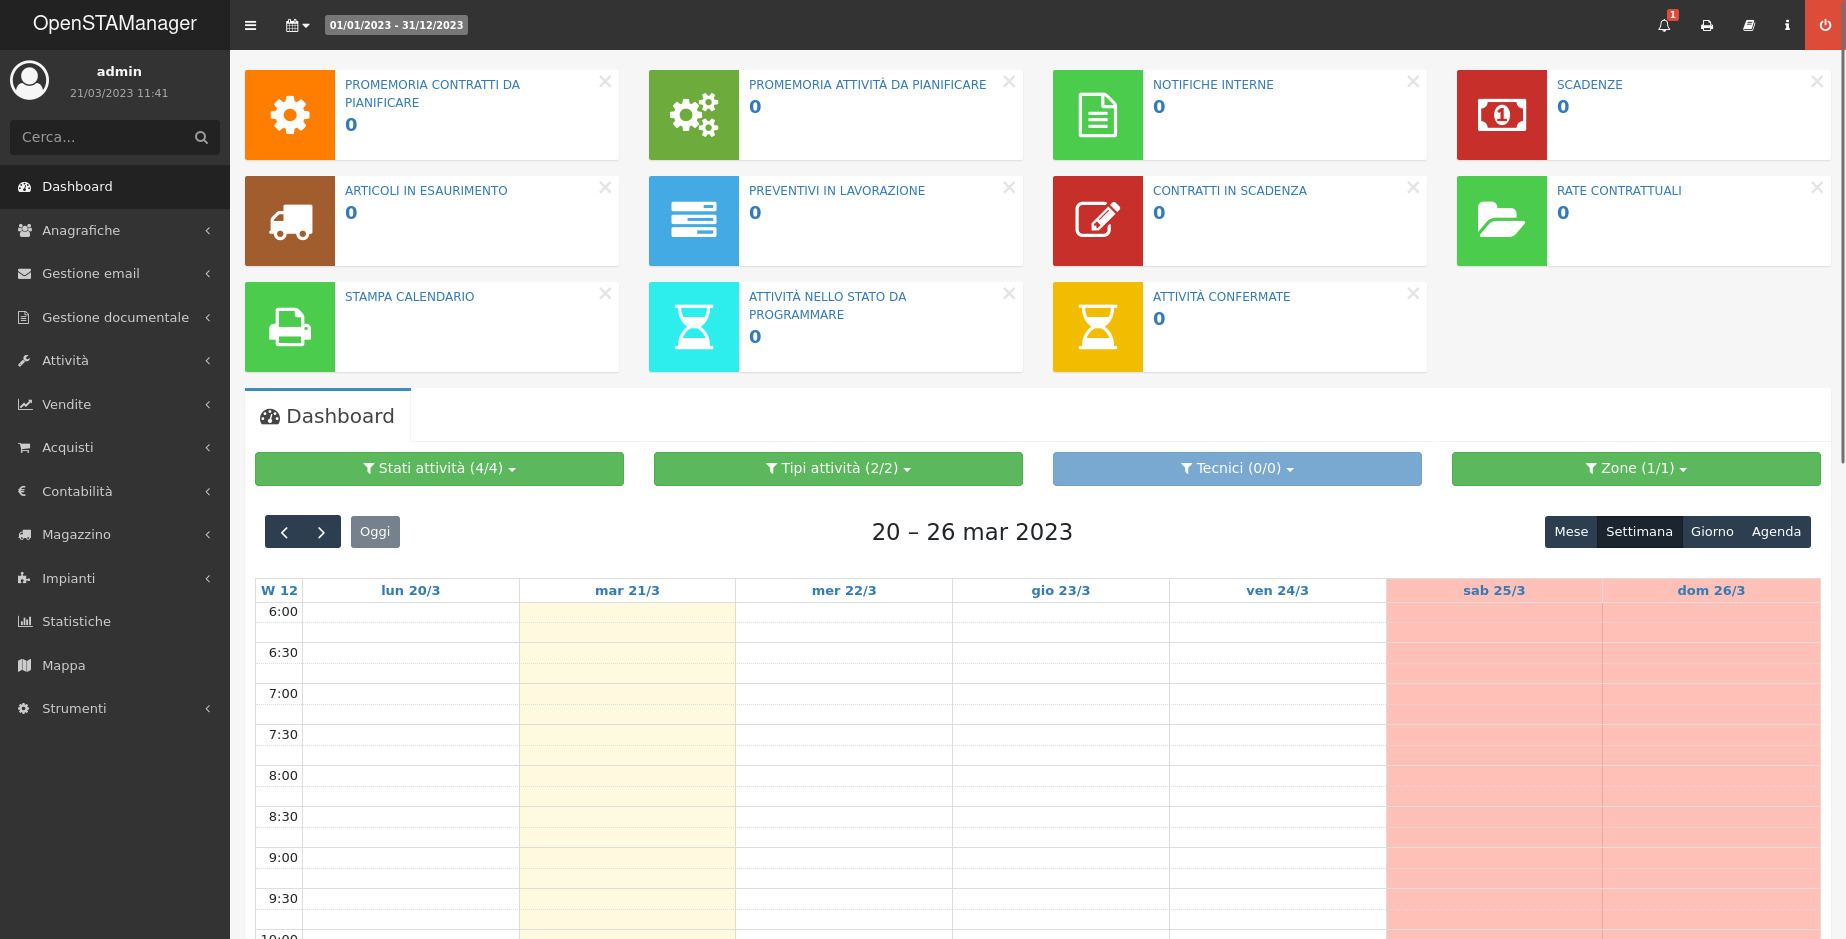 OpenSTAManager
01/01/2023 - 31/12/2023
1
admin
21/03/2023 11:41
Cerca...
Dashboard
Anagrafiche
Gestione email
Gestione documentale
Attività
Vendite
Acquisti
Contabilità
Magazzino
Impianti
Statistiche
Mappa
Strumenti
PROMEMORIA CONTRATTI DA
PIANIFICARE
0
PROMEMORIA ATTIVITÀ DA PIANIFICARE
0
NOTIFICHE INTERNE
0
SCADENZE
0
ARTICOLI IN ESAURIMENTO
0
PREVENTIVI IN LAVORAZIONE
0
CONTRATTI IN SCADENZA
0
RATE CONTRATTUALI
0
STAMPA CALENDARIO
ATTIVITÀ NELLO STATO DA
PROGRAMMARE
0
ATTIVITÀ CONFERMATE
0
Dashboard
Stati attività (4/4)
Tipi attività (2/2)
Tecnici (0/0)
Zone (1/1)
Oggi
20 – 26 mar 2023
Mese Settimana Giorno Agenda
W 12 lun 20/3 mar 21/3 mer 22/3 gio 23/3 ven 24/3 sab 25/3 dom 26/3
6:00
6:30
7:00
7:30
8:00
8:30
9:00
9:30
10:00